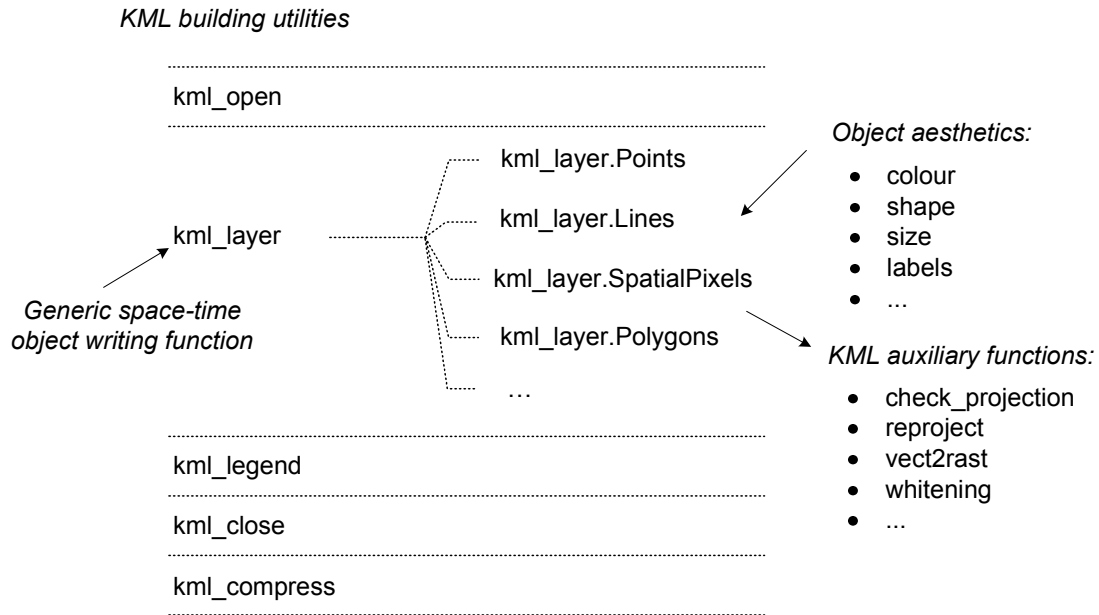 KML building utilities
kml_open
kml_layer
Generic space-time
object writing function
kml_layer.Points
kml_layer.Lines
kml_layer.SpatialPixels
kml_layer.Polygons
...
Object aesthetics:
● colour
● shape
● size
● labels
● ...
KML auxiliary functions:
● check_projection
● reproject
● vect2rast
● whitening
● ...
kml_legend
kml_close
kml_compress